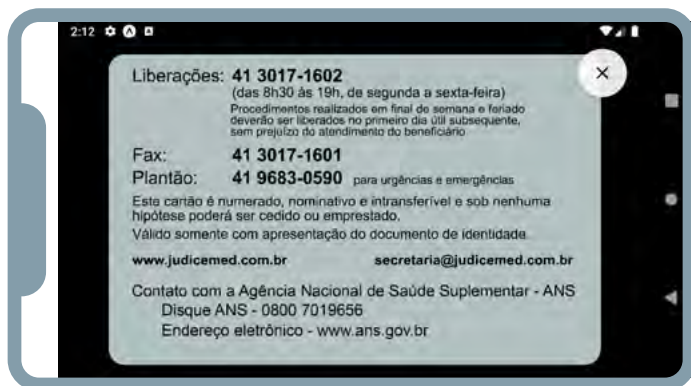 2:12
Liberações: 41 3017-1602
(das 8h30 às 19h, de segunda a sexta-feira)
Procedimentos realizados em final de semana e feriado
deverão ser liberados no primeiro dia útil subsequente,
sem prejuízo do atendimento do beneficiário
Fax: 41 3017-1601
Plantão: 41 9683-0590 para urgências e emergências
Este cartão é numerado, nominativo e intransferível e sob nenhuma
hipótese poderá ser cedido ou emprestado.
Válido somente com apresentação do documento de identidade.
www.judicemed.com.br secretaria@judicemed.com.br
Contato com a Agência Nacional de Saúde Suplementar - ANS
Disque ANS - 0800 7019656
Endereço eletrônico - www.ans.gov.br